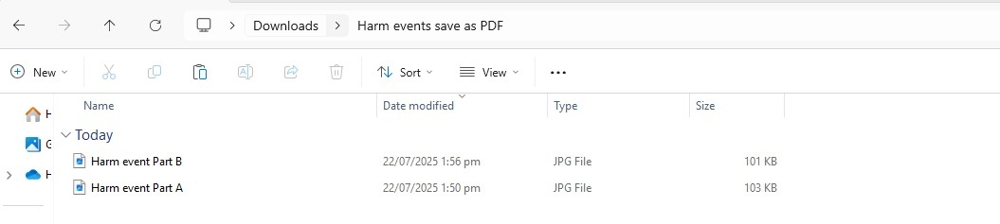 Downloads Harm events save as PDF
New Sort View
Name Date modified Type Size
Today
Harm event Part B 22/07/2025 1:56 pm JPG File 101 KB
Harm event Part A 22/07/2025 1:50 pm JPG File 103 KB